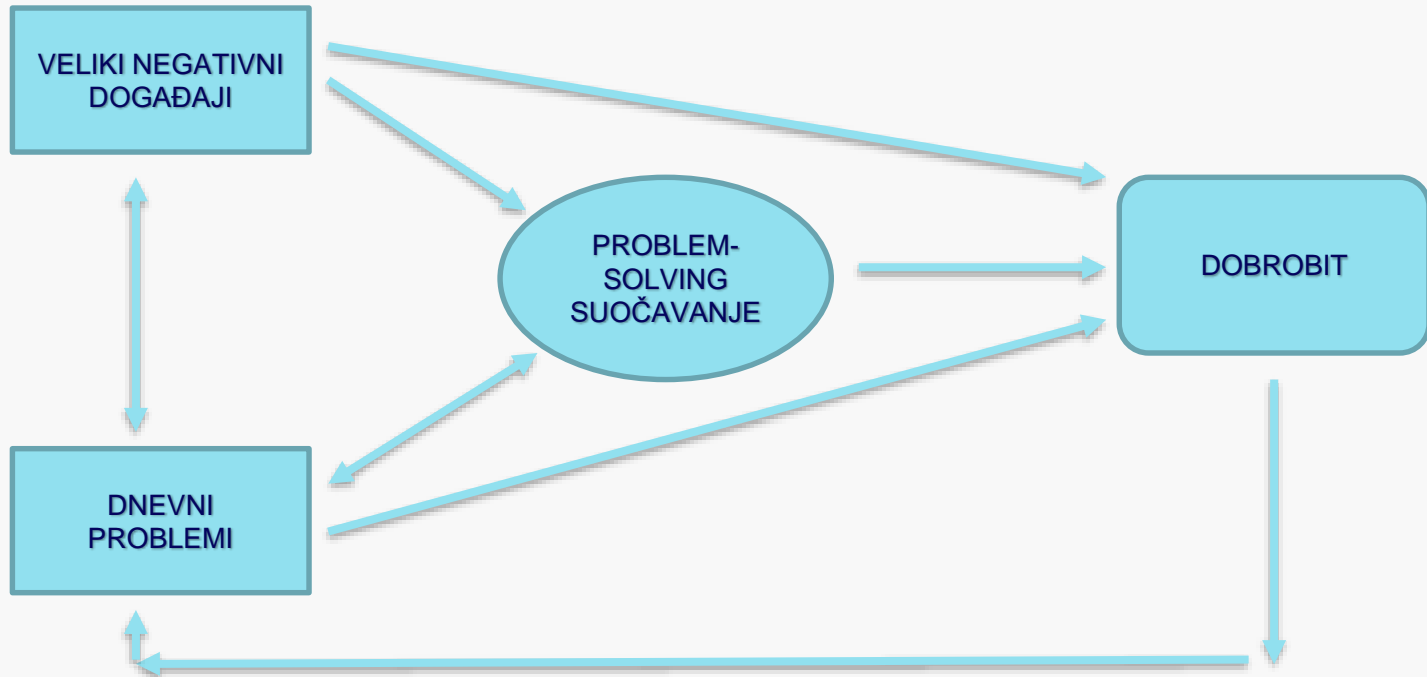 VELIKI NEGATIVNI
DOGAĐAJI
PROBLEM-
SOLVING
SUOČAVANJE
DOBROBIT
DNEVNI
PROBLEMI